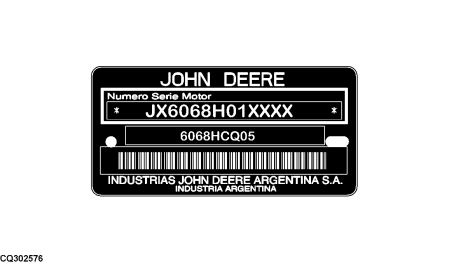 JOHN DEERE
Numero Serie Motor
* JX6068H01XXXX *
6068HCQ05
INDUSTRIAS JOHN DEERE ARGENTINA S.A.
INDUSTRIA ARGENTINA
CQ302576